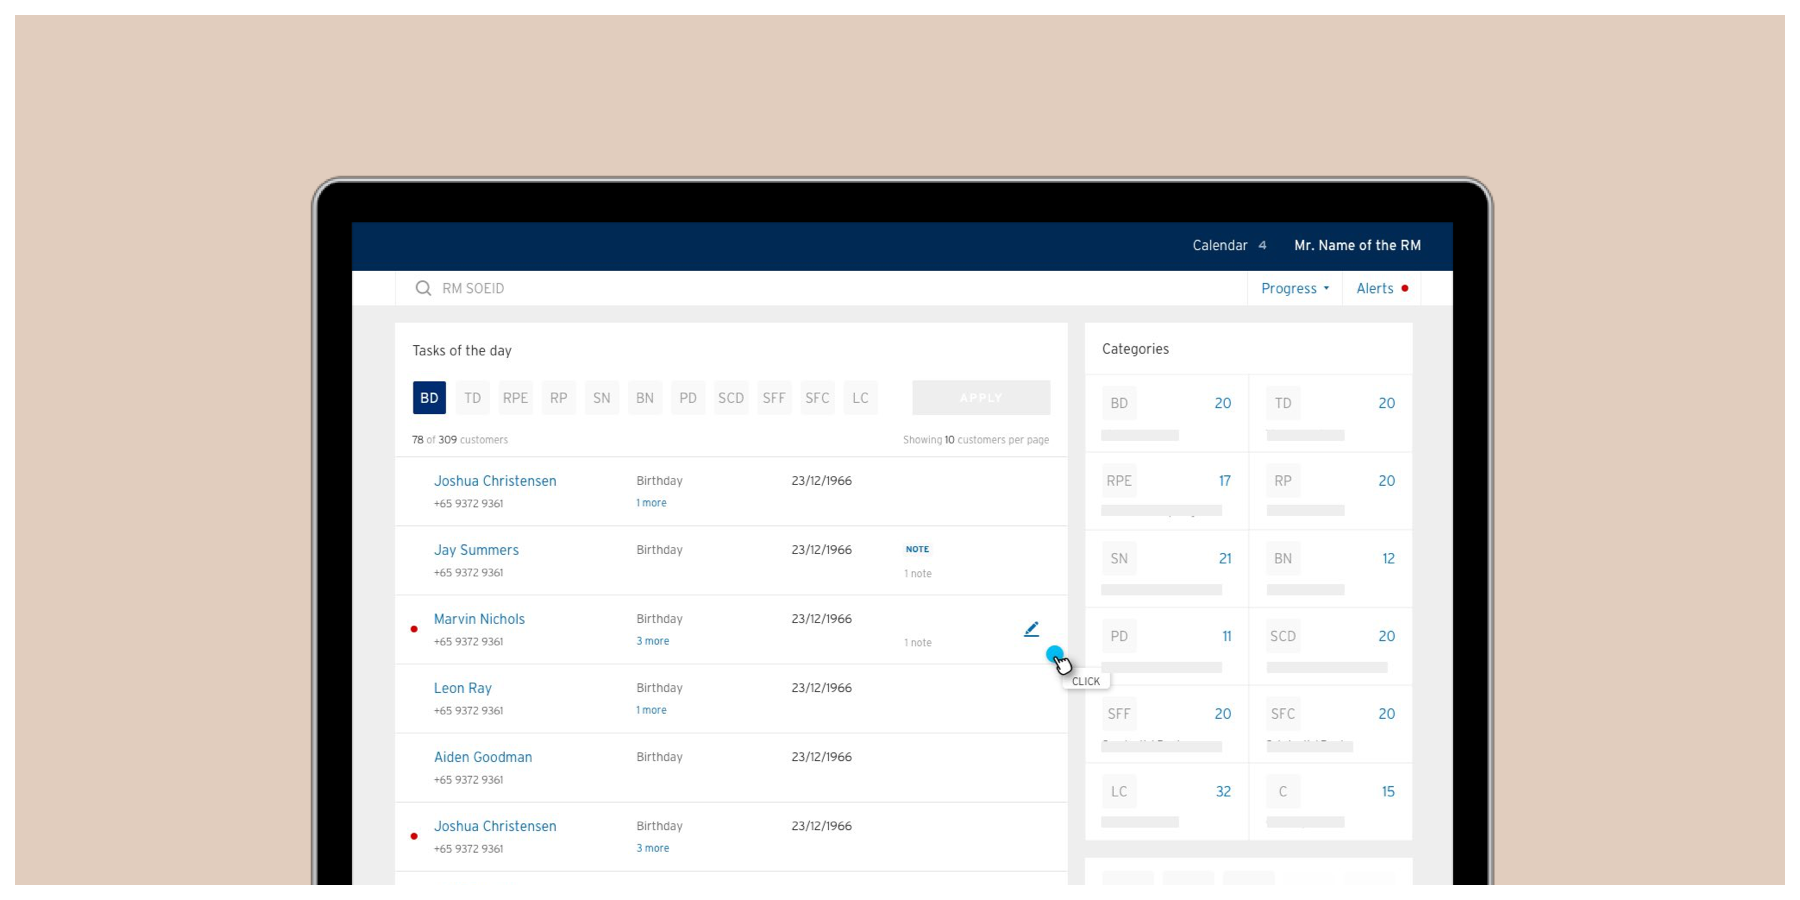 Calendar 4 Mr. Name of the RM
RM SOEID Progress Alerts
Tasks of the day
BD TD RPE RP SN BN PD SCD SFF SFC LC APPLY
78 of 309 customers Showing 10 customers per page
Joshua Christensen Birthday 23/12/1966
+65 9372 9361 1 more
Jay Summers Birthday 23/12/1966 NOTE
+65 9372 9361 1 note
Marvin Nichols Birthday 23/12/1966
+65 9372 9361 3 more 1 note
CLICK
Leon Ray Birthday 23/12/1966
+65 9372 9361 1 more
Aiden Goodman Birthday 23/12/1966
+65 9372 9361
Joshua Christensen Birthday 23/12/1966
+65 9372 9361 3 more
Categories
BD 20 TD 20
RPE 17 RP 20
SN 21 BN 12
PD 11 SCD 20
SFF 20 SFC 20
LC 32 C 15